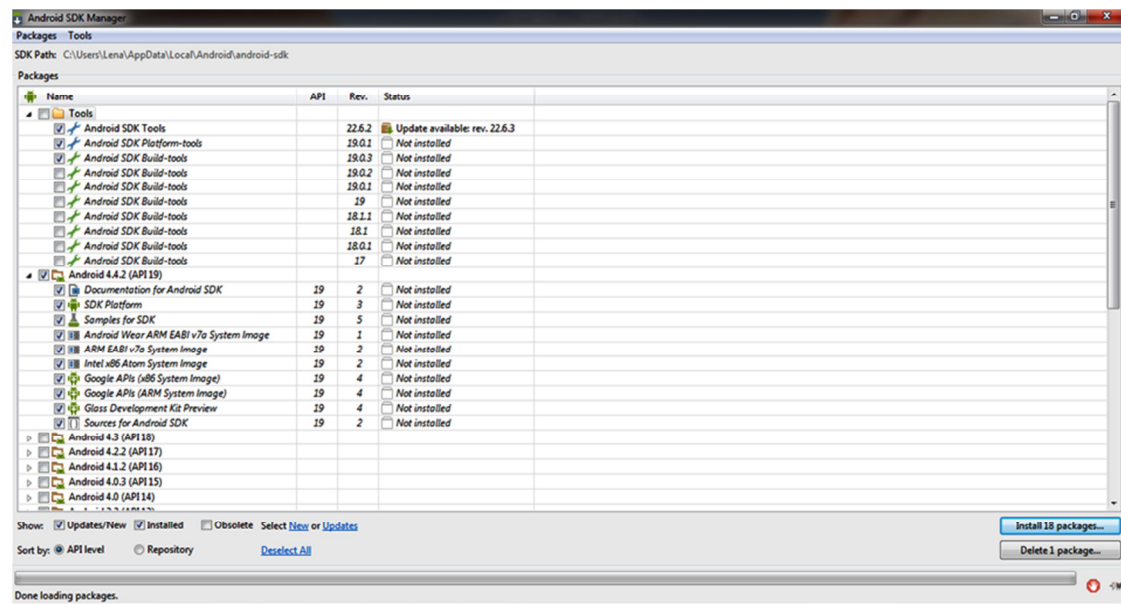 Android SDK Manager
Packages Tools
SDK Path: C:\Users\Lena\AppData\Local\Android\android-sdk
Packages
Name API Rev. Status
Tools
Android SDK Tools 22.6.2 Update available: rev. 22.6.3
Android SDK Platform-tools 19.0.1 Not installed
Android SDK Build-tools 19.0.3 Not installed
Android SDK Build-tools 19.0.2 Not installed
Android SDK Build-tools 19.0.1 Not installed
Android SDK Build-tools 19 Not installed
Android SDK Build-tools 18.1.1 Not installed
Android SDK Build-tools 18.1 Not installed
Android SDK Build-tools 18.0.1 Not installed
Android SDK Build-tools 17 Not installed
Android 4.4.2 (API 19)
Documentation for Android SDK 19 2 Not installed
SDK Platform 19 3 Not installed
Samples for SDK 19 5 Not installed
Android Wear ARM EABI v7a System Image 19 1 Not installed
ARM EABI v7a System Image 19 2 Not installed
Intel x86 Atom System Image 19 2 Not installed
Google APIs (x86 System Image) 19 4 Not installed
Google APIs (ARM System Image) 19 4 Not installed
Glass Development Kit Preview 19 4 Not installed
Sources for Android SDK 19 2 Not installed
Android 4.3 (API 18)
Android 4.2.2 (API 17)
Android 4.1.2 (API 16)
Android 4.0.3 (API 15)
Android 4.0 (API 14)
Show: Updates/New Installed Obsolete Select New or Updates Install 18 packages...
Sort by: API level Repository Deselect All Delete 1 package...
Done loading packages.